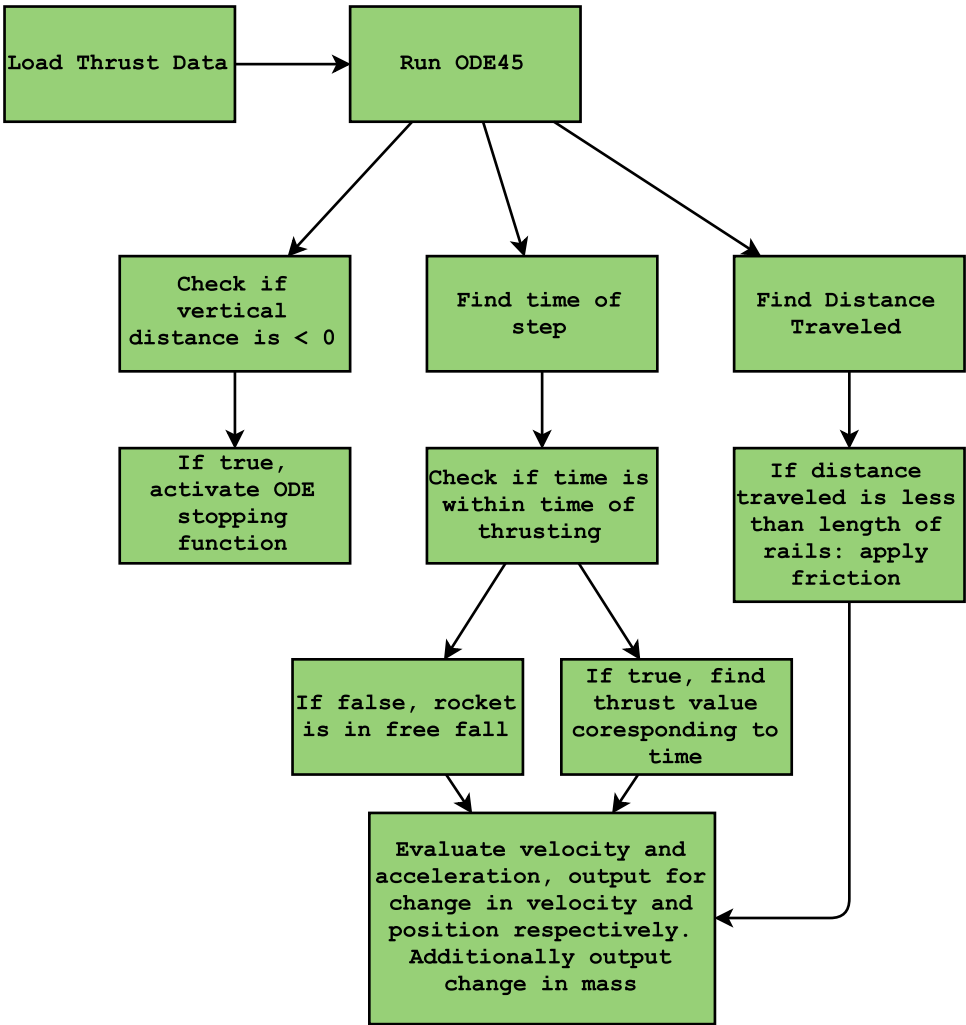 Load Thrust Data
Run ODE45
Check if
vertical
distance is < 0
Find time of
step
Find Distance
Traveled
If true,
activate ODE
stopping
function
Check if time is
within time of
thrusting
If distance
traveled is less
than length of
rails: apply
friction
If false, rocket
is in free fall
If true, find
thrust value
coresponding to
time
Evaluate velocity and
acceleration, output for
change in velocity and
position respectively.
Additionally output
change in mass